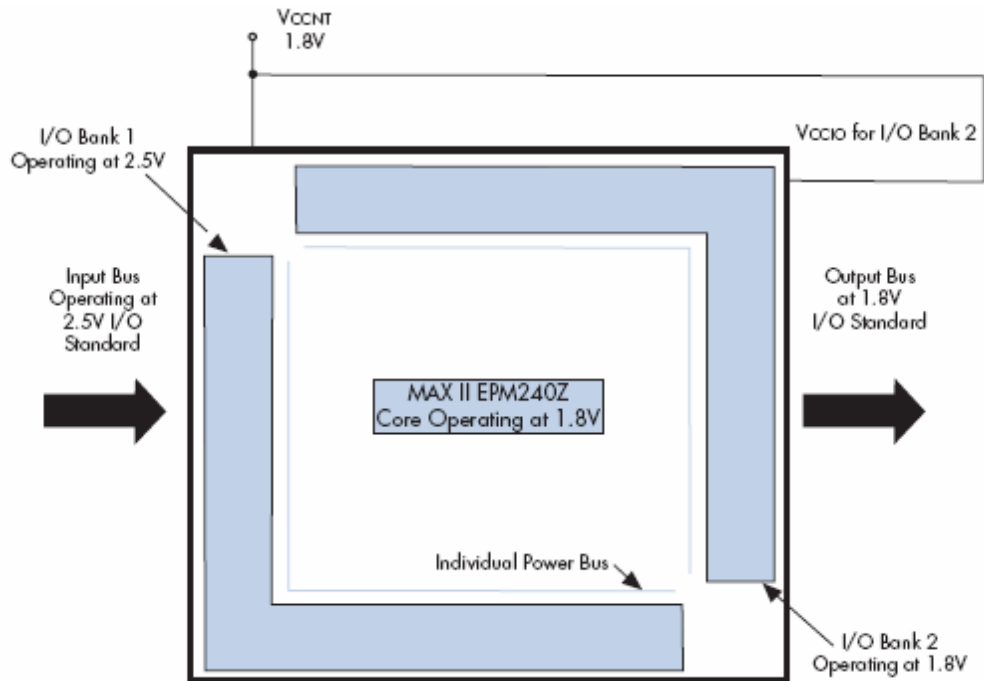 VCCNT
1.8V
I/O Bank 1
Operating at 2.5V
VCCIO for I/O Bank 2
Input Bus
Operating at
2.5V I/O
Standard
Output Bus
at 1.8V
I/O Standard
MAX II EPM240Z
Core Operating at 1.8V
Individual Power Bus
I/O Bank 2
Operating at 1.8V